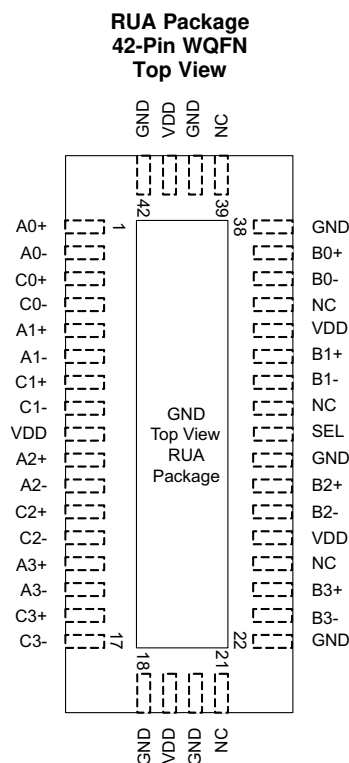 RUA Package
42-Pin WQFN
Top View
GND
VDD
GND
NC
42
39
A0+
1
38
GND
A0-
B0+
C0+
B0-
C0-
NC
A1+
VDD
A1-
B1+
C1+
B1-
C1-
NC
VDD
SEL
A2+
GND
A2-
B2+
C2+
B2-
C2-
VDD
A3+
NC
A3-
B3+
C3+
B3-
C3-
17
22
GND
GND
Top View
RUA
Package
18
21
GND
VDD
GND
NC